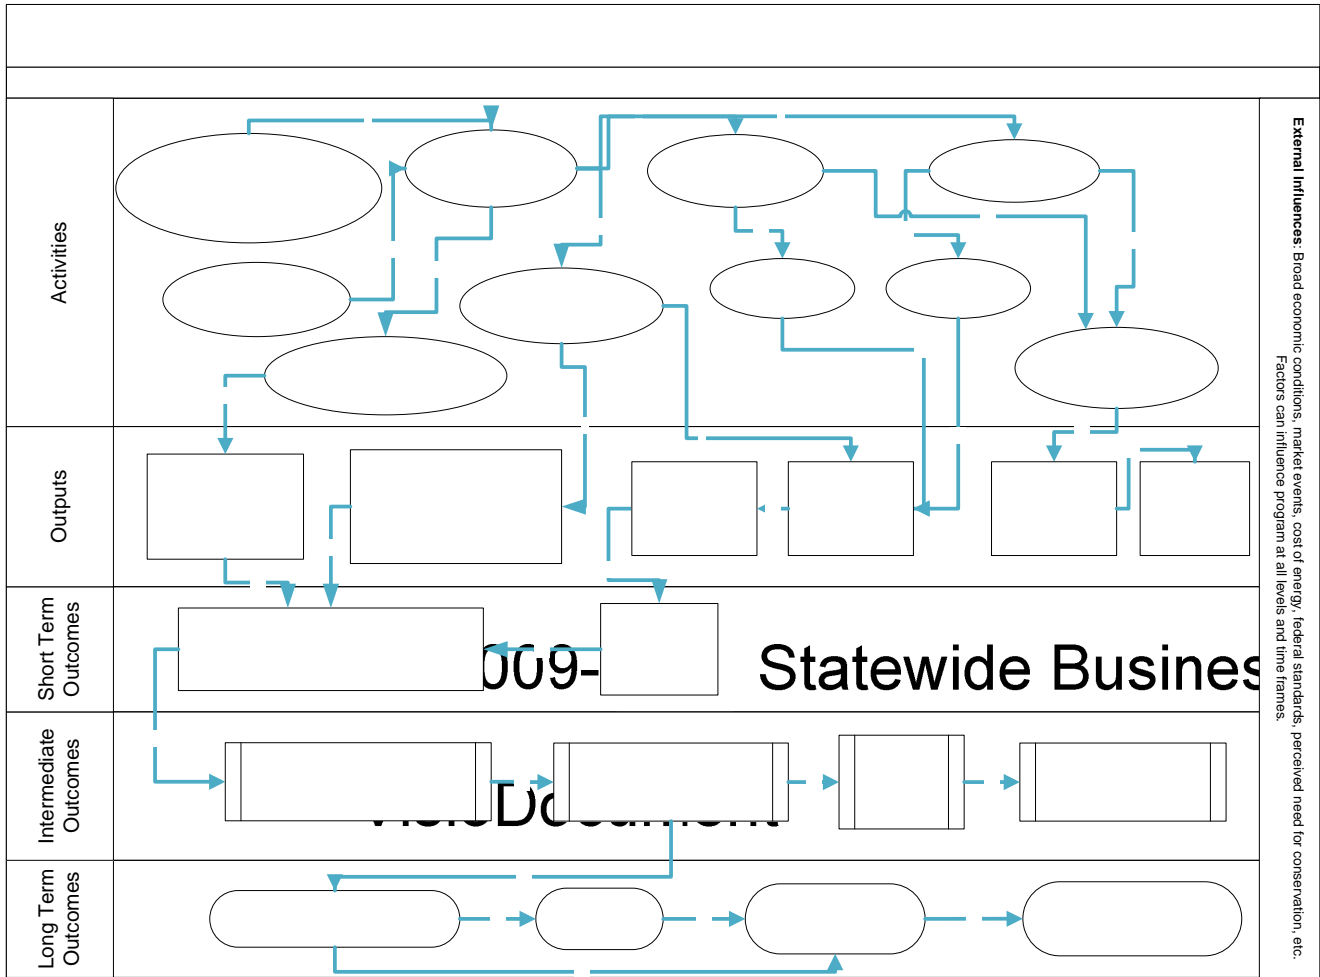 Activities
Outputs
Short Term
Outcomes
009-
Statewide Busines
Intermediate
Outcomes
Long Term
Outcomes
External Influences: Broad economic conditions, market events, cost of energy, federal standards, perceived need for conservation, etc.
Factors can influence program at all levels and time frames.